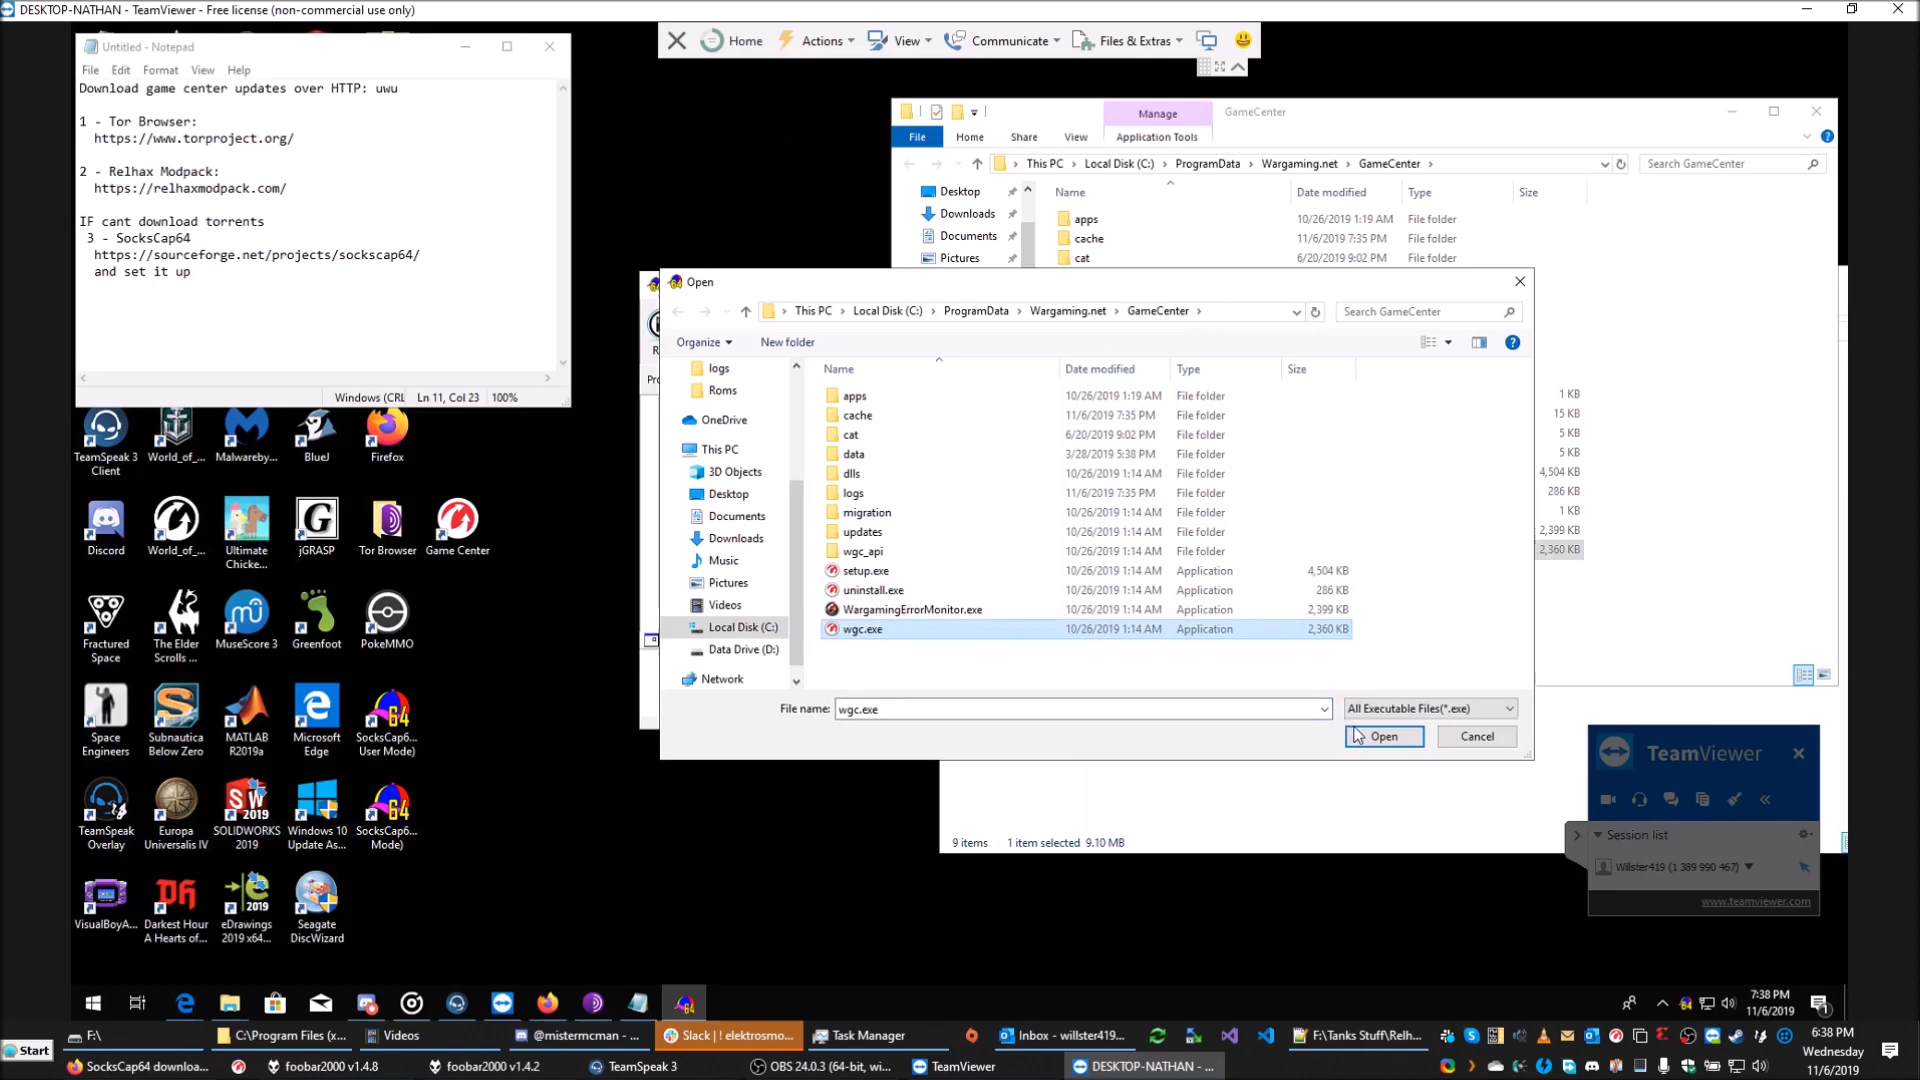 DESKTOP-NATHAN - TeamViewer - Free license (non-commercial use only)
Untitled - Notepad
File Edit Format View Help
Download game center updates over HTTP: uwu
1 - Tor Browser:
https://www.torproject.org/
2 - Relhax Modpack:
https://relhaxmodpack.com/
IF cant download torrents
3 - SocksCap64
https://sourceforge.net/projects/sockscap64/
and set it up
Windows (CRL Ln 11, Col 23 100%
Home Actions View Communicate Files & Extras
Manage GameCenter
File Home Share View Application Tools
This PC Local Disk (C:) ProgramData Wargaming.net GameCenter Search GameCenter
Desktop Name Date modified Type Size
Downloads apps 10/26/2019 1:19 AM File folder
Documents cache 11/6/2019 7:35 PM File folder
Pictures cat 6/20/2019 9:02 PM File folder
1 KB
15 KB
5 KB
5 KB
4,504 KB
286 KB
1 KB
2,399 KB
2,360 KB
9 items 1 item selected 9.10 MB
Open
This PC Local Disk (C:) ProgramData Wargaming.net GameCenter Search GameCenter
Organize New folder
logs
Roms
OneDrive
This PC
3D Objects
Desktop
Documents
Downloads
Music
Pictures
Videos
Local Disk (C:)
Data Drive (D:)
Network
Name Date modified Type Size
apps 10/26/2019 1:19 AM File folder
cache 11/6/2019 7:35 PM File folder
cat 6/20/2019 9:02 PM File folder
data 3/28/2019 5:38 PM File folder
dlls 10/26/2019 1:14 AM File folder
logs 11/6/2019 7:35 PM File folder
migration 10/26/2019 1:14 AM File folder
updates 10/26/2019 1:14 AM File folder
wgc_api 10/26/2019 1:14 AM File folder
setup.exe 10/26/2019 1:14 AM Application 4,504 KB
uninstall.exe 10/26/2019 1:14 AM Application 286 KB
WargamingErrorMonitor.exe 10/26/2019 1:14 AM Application 2,399 KB
wgc.exe 10/26/2019 1:14 AM Application 2,360 KB
File name: wgc.exe All Executable Files(*.exe)
Open Cancel
TeamSpeak 3 Client
World_of_...
Malwareby...
BlueJ
Firefox
Discord
World_of_...
Ultimate Chicke...
jGRASP
Tor Browser
Game Center
Fractured Space
The Elder Scrolls ...
MuseScore 3
Greenfoot
PokeMMO
Space Engineers
Subnautica Below Zero
MATLAB R2019a
Microsoft Edge
SocksCap6... User Mode)
TeamSpeak Overlay
Europa Universalis IV
SOLIDWORKS 2019
Windows 10 Update As...
SocksCap6... Mode)
VisualBoyA...
Darkest Hour A Hearts of...
eDrawings 2019 x64...
Seagate DiscWizard
TeamViewer
Session list
Willster419 (1 389 990 467)
www.teamviewer.com
7:38 PM
11/6/2019
F:\ C:\Program Files (x... Videos @mistermcman - ... Slack | ! elektrosmo... Task Manager Inbox - willster419... F:\Tanks Stuff\Relh...
Start SocksCap64 downloa... foobar2000 v1.4.8 foobar2000 v1.4.2 TeamSpeak 3 OBS 24.0.3 (64-bit, wi... TeamViewer DESKTOP-NATHAN - ...
6:38 PM
Wednesday
11/6/2019